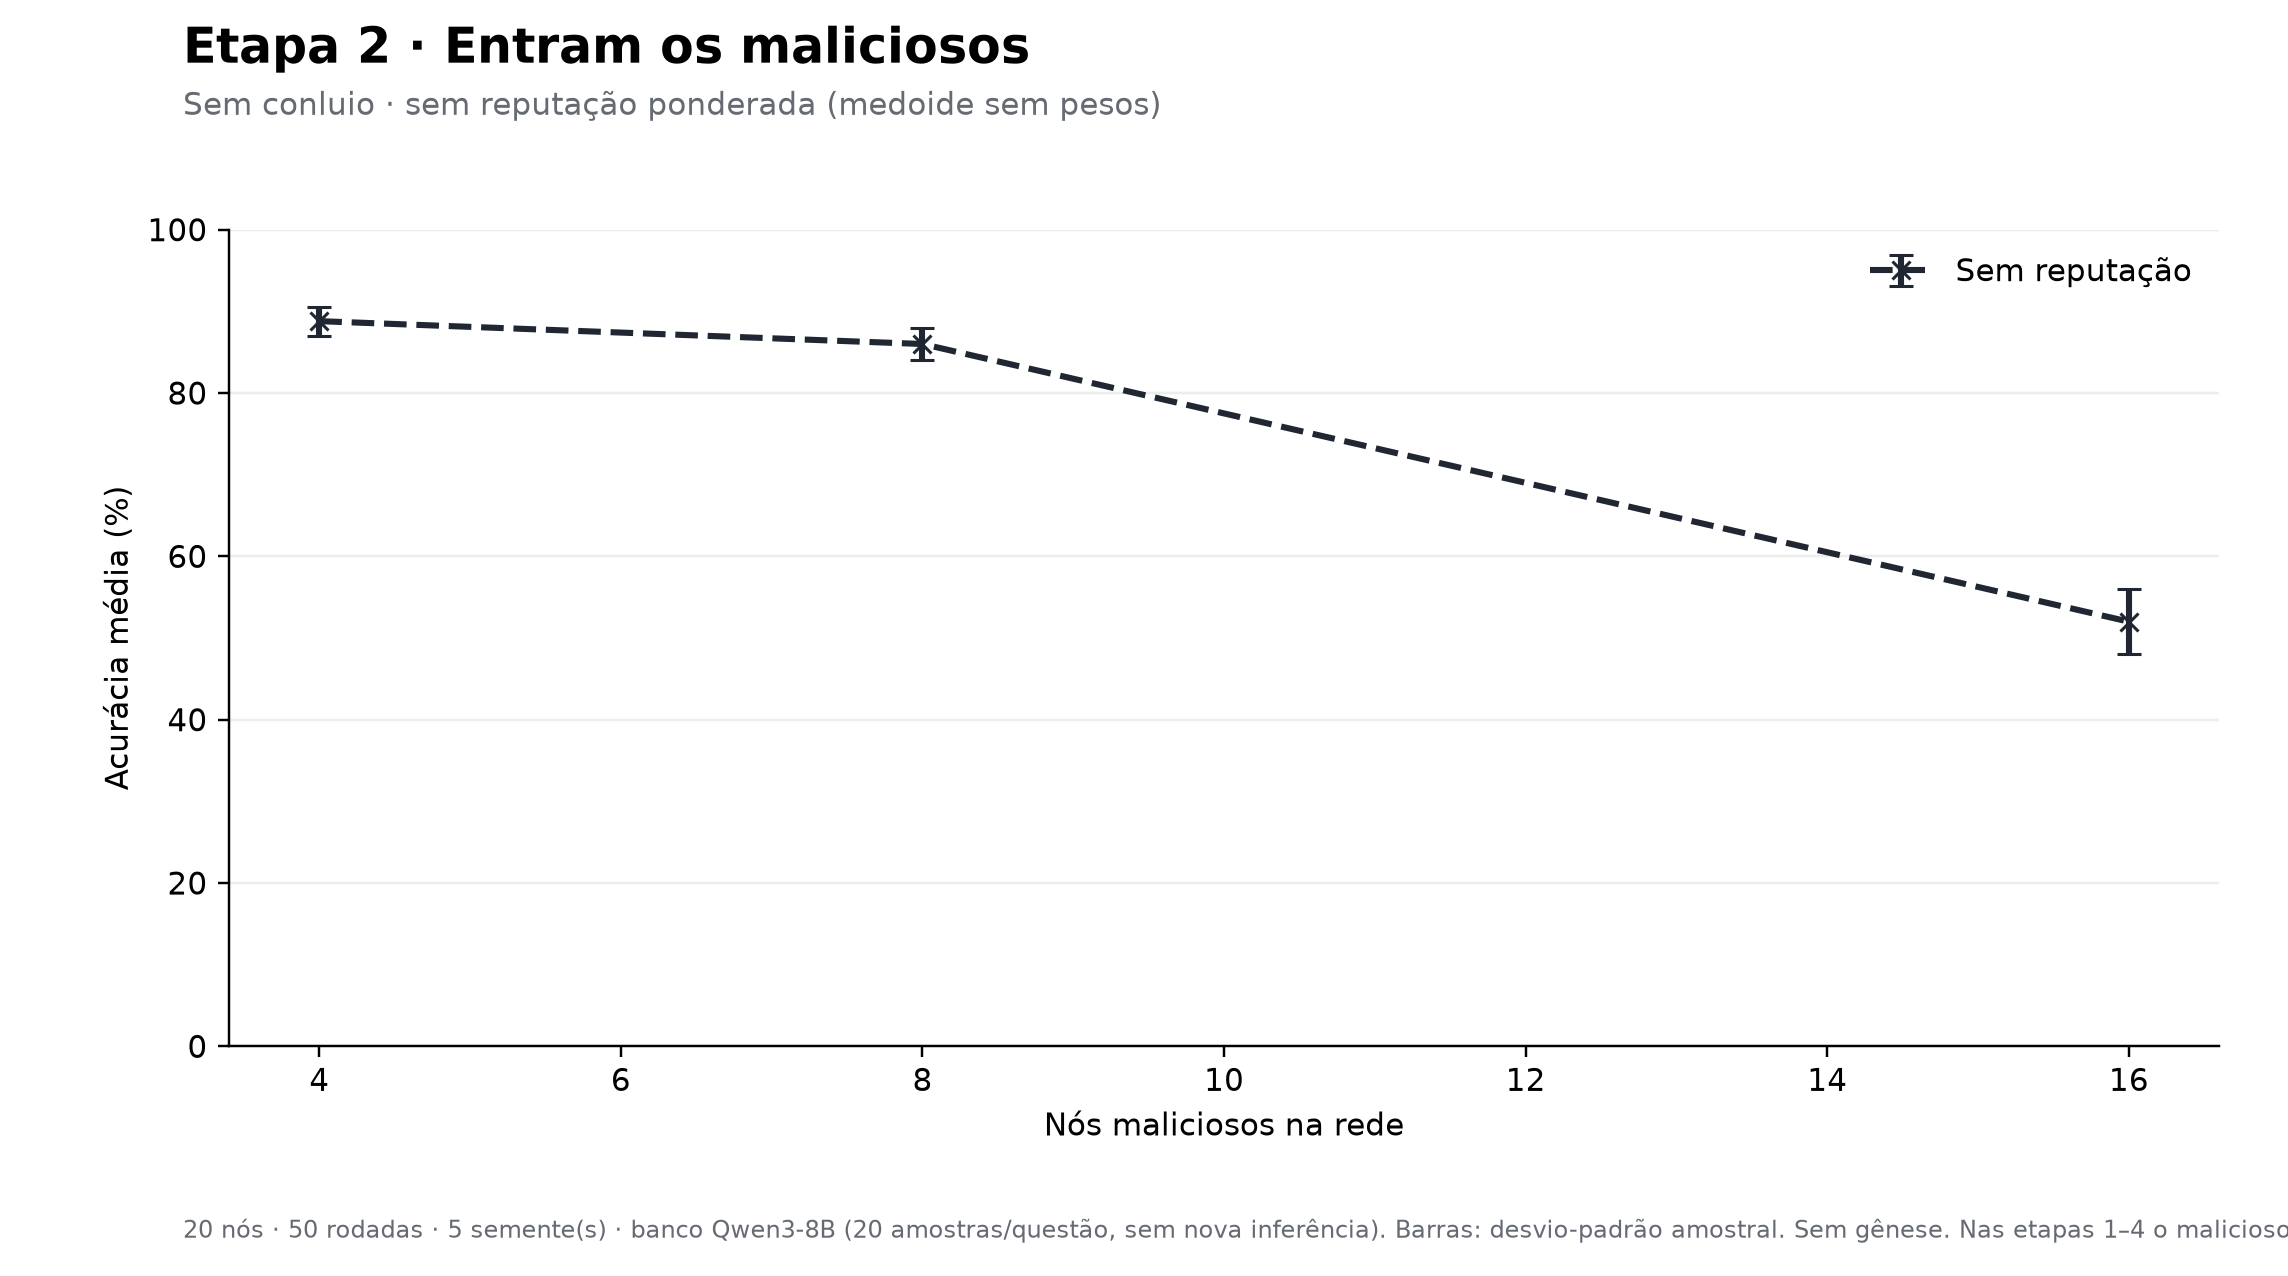 Etapa 2 · Entram os maliciosos
Sem conluio · sem reputação ponderada (medoide sem pesos)
100
Sem reputação
80
60
40
20
0
Acurácia média (%)
4 6 8 10 12 14 16
Nós maliciosos na rede
20 nós · 50 rodadas · 5 semente(s) · banco Qwen3-8B (20 amostras/questão, sem nova inferência). Barras: desvio-padrão amostral. Sem gênese. Nas etapas 1–4 o malicioso